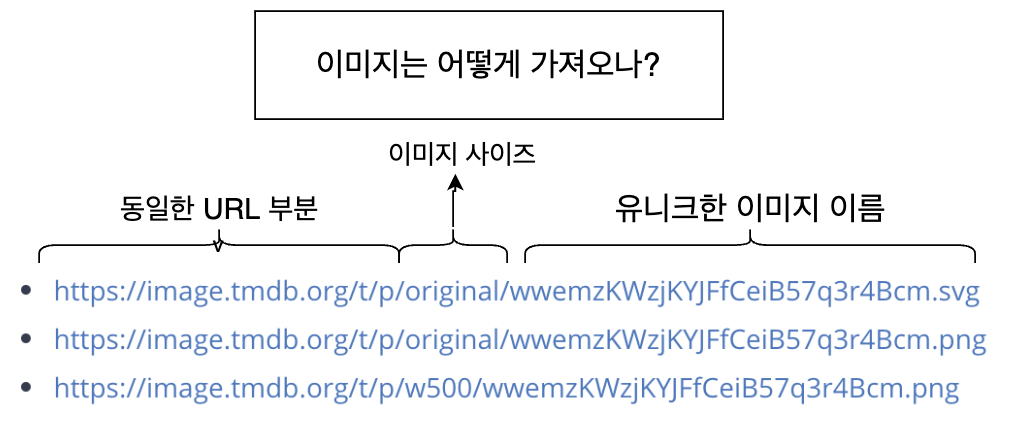 이미지는 어떻게 가져오나?
이미지 사이즈
동일한 URL 부분
유니크한 이미지 이름
• https://image.tmdb.org/t/p/original/wwemzKWzjKYJFfCeiB57q3r4Bcm.svg
• https://image.tmdb.org/t/p/original/wwemzKWzjKYJFfCeiB57q3r4Bcm.png
• https://image.tmdb.org/t/p/w500/wwemzKWzjKYJFfCeiB57q3r4Bcm.png